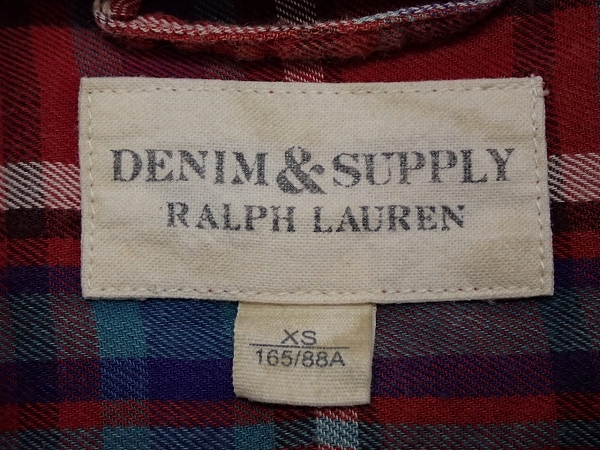 DENIM & SUPPLY
RALPH LAUREN
XS
165/88A